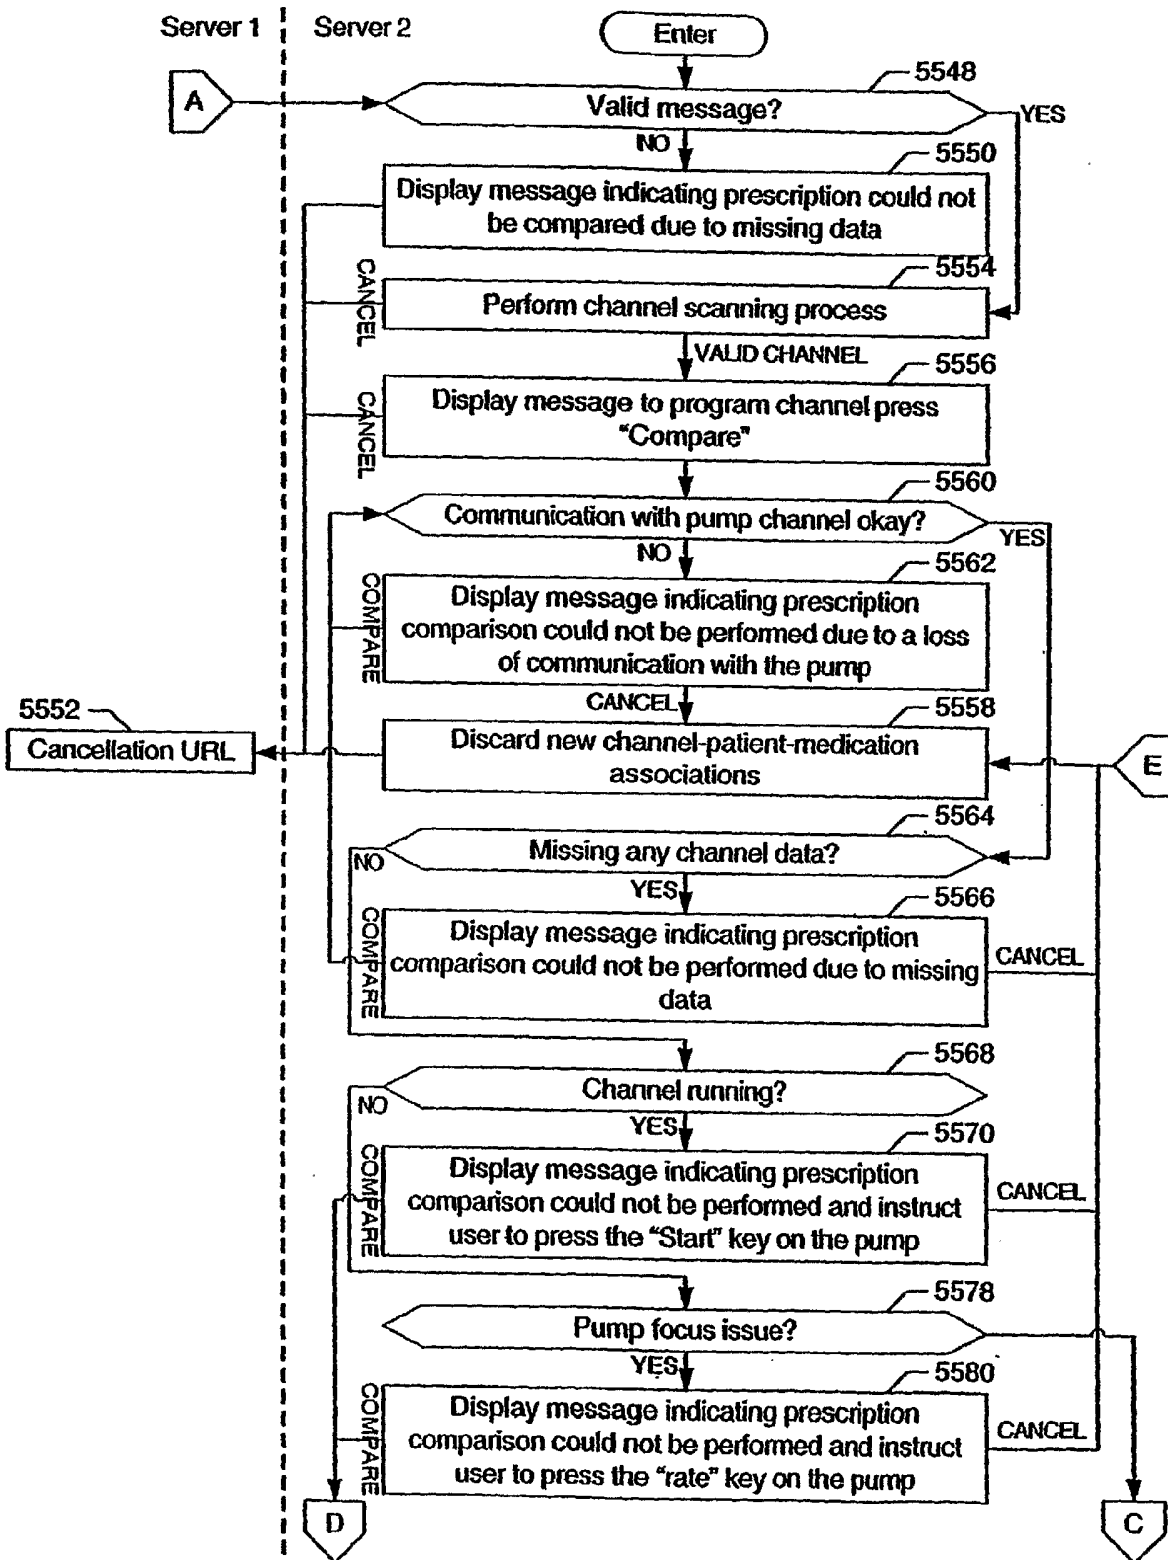 Server 1
Server 2
Enter
A
5548
Valid message?
YES
NO
5550
Display message indicating prescription could not
be compared due to missing data
5554
CANCEL
Perform channel scanning process
VALID CHANNEL
5556
CANCEL
Display message to program channel press
"Compare"
5560
Communication with pump channel okay?
YES
NO
5562
COMPARE
Display message indicating prescription
comparison could not be performed due to a loss
of communication with the pump
CANCEL
5558
5552
Cancellation URL
Discard new channel-patient-medication
associations
E
5564
Missing any channel data?
NO
YES
5566
COMPARE
Display message indicating prescription
comparison could not be performed due to missing
data
CANCEL
5568
Channel running?
NO
YES
5570
COMPARE
Display message indicating prescription
comparison could not be performed and instruct
user to press the "Start" key on the pump
CANCEL
5578
Pump focus issue?
YES
5580
COMPARE
Display message indicating prescription
comparison could not be performed and instruct
user to press the "rate" key on the pump
CANCEL
D
C